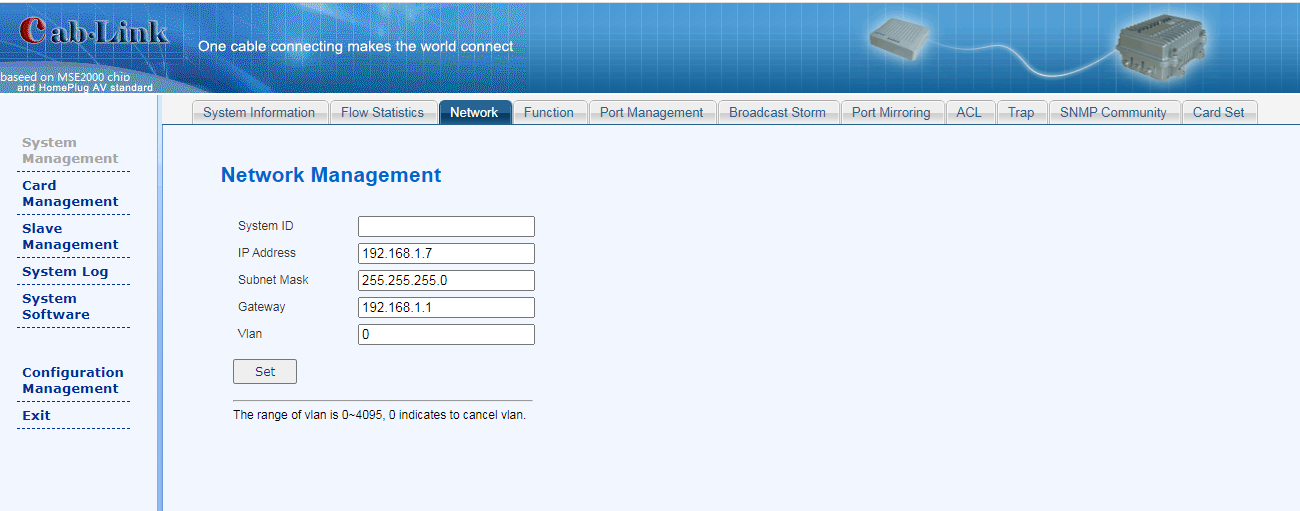 Cab·Link
One cable connecting makes the world connect
baseed on MSE2000 chip
and HomePlug AV standard
System Information Flow Statistics Network Function Port Management Broadcast Storm Port Mirroring ACL Trap SNMP Community Card Set
System
Management
Card
Management
Slave
Management
System Log
System
Software
Configuration
Management
Exit
Network Management
System ID
IP Address 192.168.1.7
Subnet Mask 255.255.255.0
Gateway 192.168.1.1
Vlan 0
Set
The range of vlan is 0~4095, 0 indicates to cancel vlan.